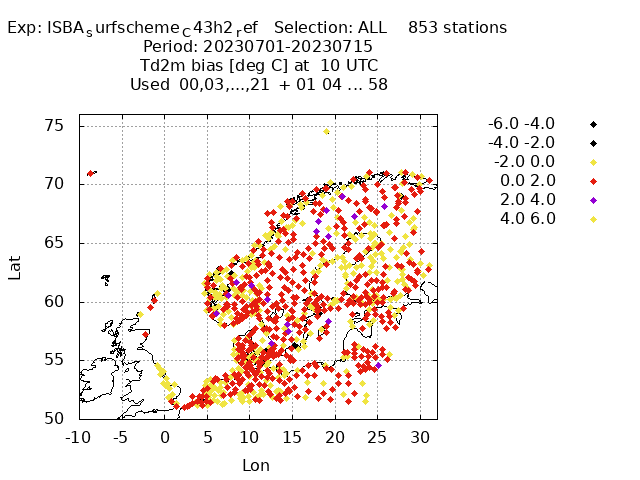 Exp: ISBAsurfschemeC43h2ref   Selection: ALL    853 stations
Period: 20230701-20230715
Td2m bias [deg C] at  10 UTC
Used  00,03,...,21  + 01 04 ... 58
-6.0 -4.0
-4.0 -2.0
-2.0 0.0
0.0 2.0
2.0 4.0
4.0 6.0
Lat
75
70
65
60
55
50
-10 -5 0 5 10 15 20 25 30
Lon